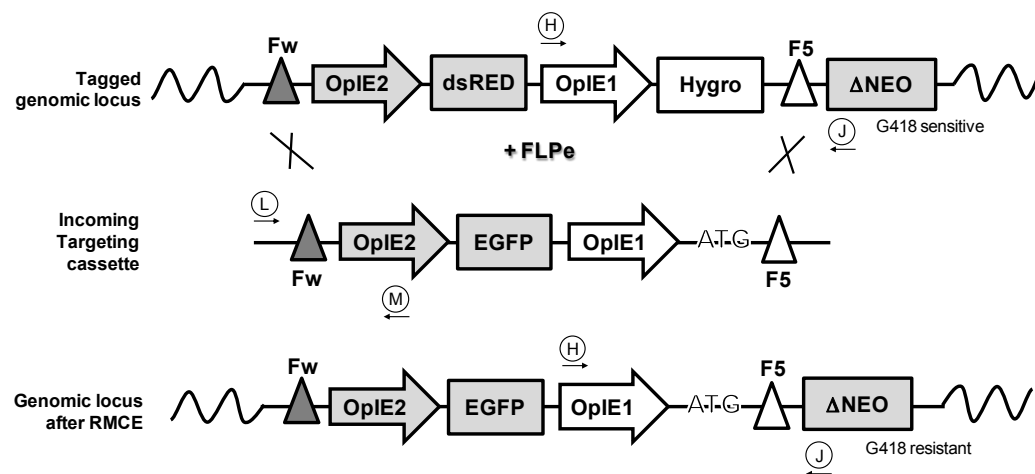 H
Fw
F5
Tagged
genomic locus
OpIE2
dsRED
OpIE1
Hygro
ΔNEO
J
G418 sensitive
+ FLPe
L
Incoming
Targeting
cassette
OpIE2
EGFP
OpIE1
ATG
Fw
F5
M
H
Fw
F5
Genomic locus
after RMCE
OpIE2
EGFP
OpIE1
ATG
ΔNEO
G418 resistant
J